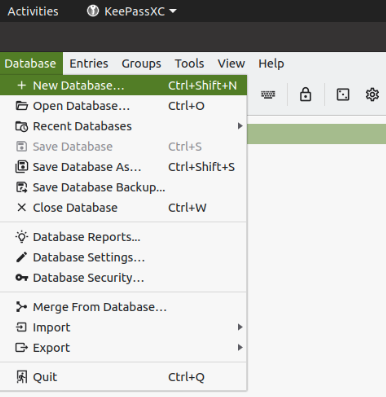 Activities KeePassXC
Database Entries Groups Tools View Help
New Database... Ctrl+Shift+N
Open Database... Ctrl+O
Recent Databases
Save Database Ctrl+S
Save Database As... Ctrl+Shift+S
Save Database Backup...
Close Database Ctrl+W
Database Reports...
Database Settings...
Database Security...
Merge From Database...
Import
Export
Quit Ctrl+Q